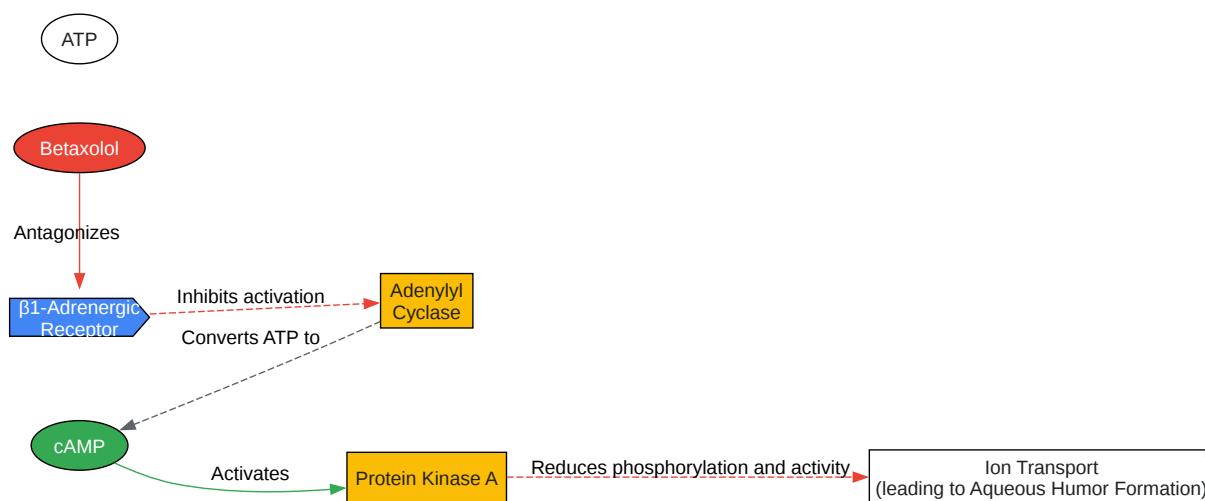 ATP
Betaxolol
Antagonizes
β1-Adrenergic
Receptor
Inhibits activation
Adenylyl
Cyclase
Converts ATP to
cAMP
Activates
Protein Kinase A
Reduces phosphorylation and activity
Ion Transport
(leading to Aqueous Humor Formation)